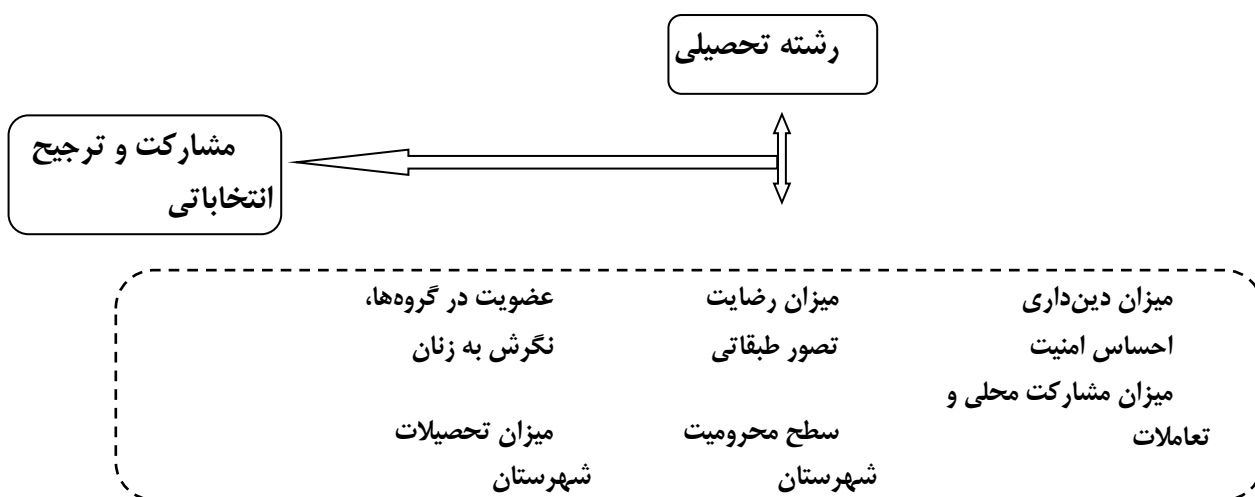 رشته تحصیلی
مشارکت و ترجیح
انتخاباتی
میزان دین‌داری
احساس امنیت
میزان مشارکت محلی و
تعاملات
میزان رضایت
تصور طبقاتی
سطح محرومیت
شهرستان
عضویت در گروه‌ها،
نگرش به زنان
میزان تحصیلات
شهرستان